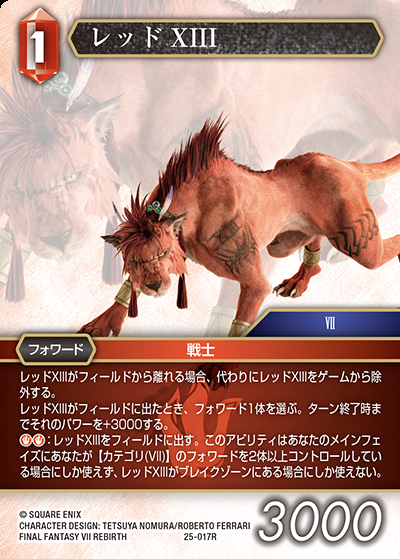 1
レッド XIII
VII
フォワード
戦士
レッドXIIIがフィールドから離れる場合、代わりにレッドXIIIをゲームから除
外する。
レッドXIIIがフィールドに出たとき、フォワード1体を選ぶ。ターン終了時ま
でそれのパワーを+3000する。
：レッドXIIIをフィールドに出す。このアビリティはあなたのメインフェ
イズにあなたが【カテゴリ(VII)】のフォワードを2体以上コントロールしてい
る場合にしか使えず、レッドXIIIがブレイクゾーンにある場合にしか使えない。
© SQUARE ENIX
CHARACTER DESIGN: TETSUYA NOMURA/ROBERTO FERRARI
FINAL FANTASY VII REBIRTH 25-017R
3000